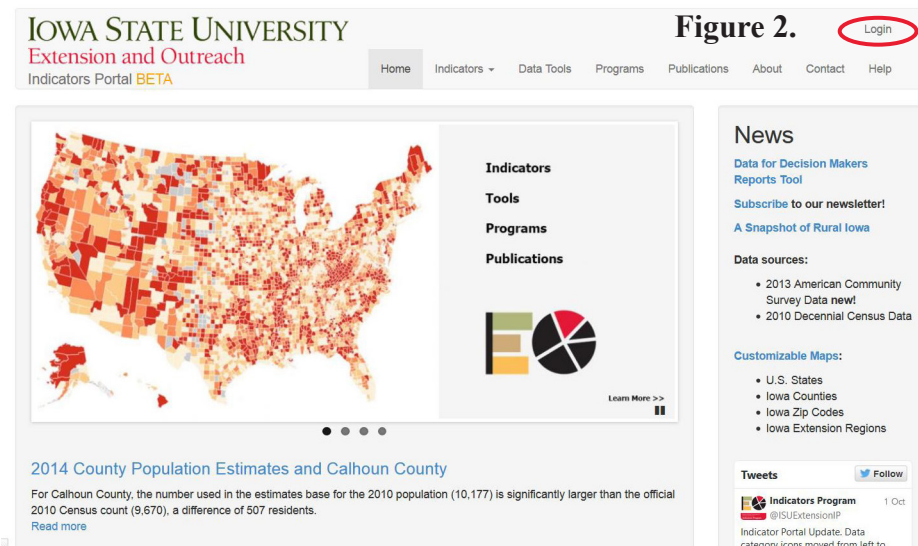 IOWA STATE UNIVERSITY
Extension and Outreach
Indicators Portal BETA
Figure 2.
Login
Home Indicators Data Tools Programs Publications About Contact Help
Indicators
Tools
Programs
Publications
Learn More >>
2014 County Population Estimates and Calhoun County
For Calhoun County, the number used in the estimates base for the 2010 population (10,177) is significantly larger than the official
2010 Census count (9,670), a difference of 507 residents.
Read more
News
Data for Decision Makers
Reports Tool
Subscribe to our newsletter!
A Snapshot of Rural Iowa
Data sources:
• 2013 American Community
Survey Data new!
• 2010 Decennial Census Data
Customizable Maps:
• U.S. States
• Iowa Counties
• Iowa Zip Codes
• Iowa Extension Regions
Tweets Follow
Indicators Program 1 Oct
@ISUExtensionIP
Indicator Portal Update. Data
category icons moved from left to